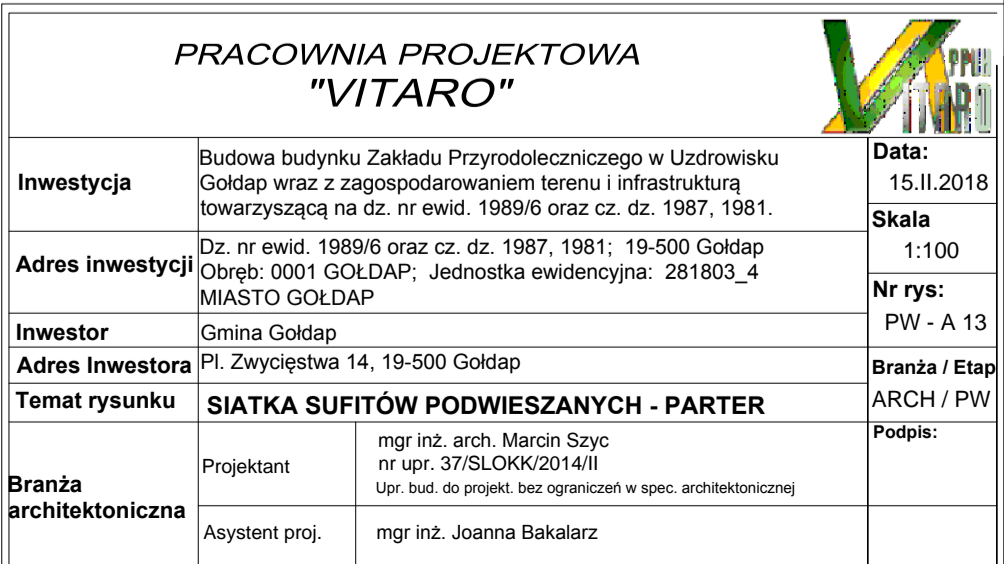 PRACOWNIA PROJEKTOWA
"VITARO"
PPUH
VITARO
Inwestycja
Budowa budynku Zakładu Przyrodoleczniczego w Uzdrowisku
Gołdap wraz z zagospodarowaniem terenu i infrastrukturą
towarzyszącą na dz. nr ewid. 1989/6 oraz cz. dz. 1987, 1981.
Data:
15.II.2018
Skala
1:100
Adres inwestycji
Dz. nr ewid. 1989/6 oraz cz. dz. 1987, 1981; 19-500 Gołdap
Obręb: 0001 GOŁDAP; Jednostka ewidencyjna: 281803_4
MIASTO GOŁDAP
Nr rys:
PW - A 13
Inwestor
Gmina Gołdap
Adres Inwestora
Pl. Zwycięstwa 14, 19-500 Gołdap
Branża / Etap
ARCH / PW
Temat rysunku
SIATKA SUFITÓW PODWIESZANYCH - PARTER
Podpis:
Branża
architektoniczna
Projektant
mgr inż. arch. Marcin Szyc
nr upr. 37/SLOKK/2014/II
Upr. bud. do projekt. bez ograniczeń w spec. architektonicznej
Asystent proj.
mgr inż. Joanna Bakalarz